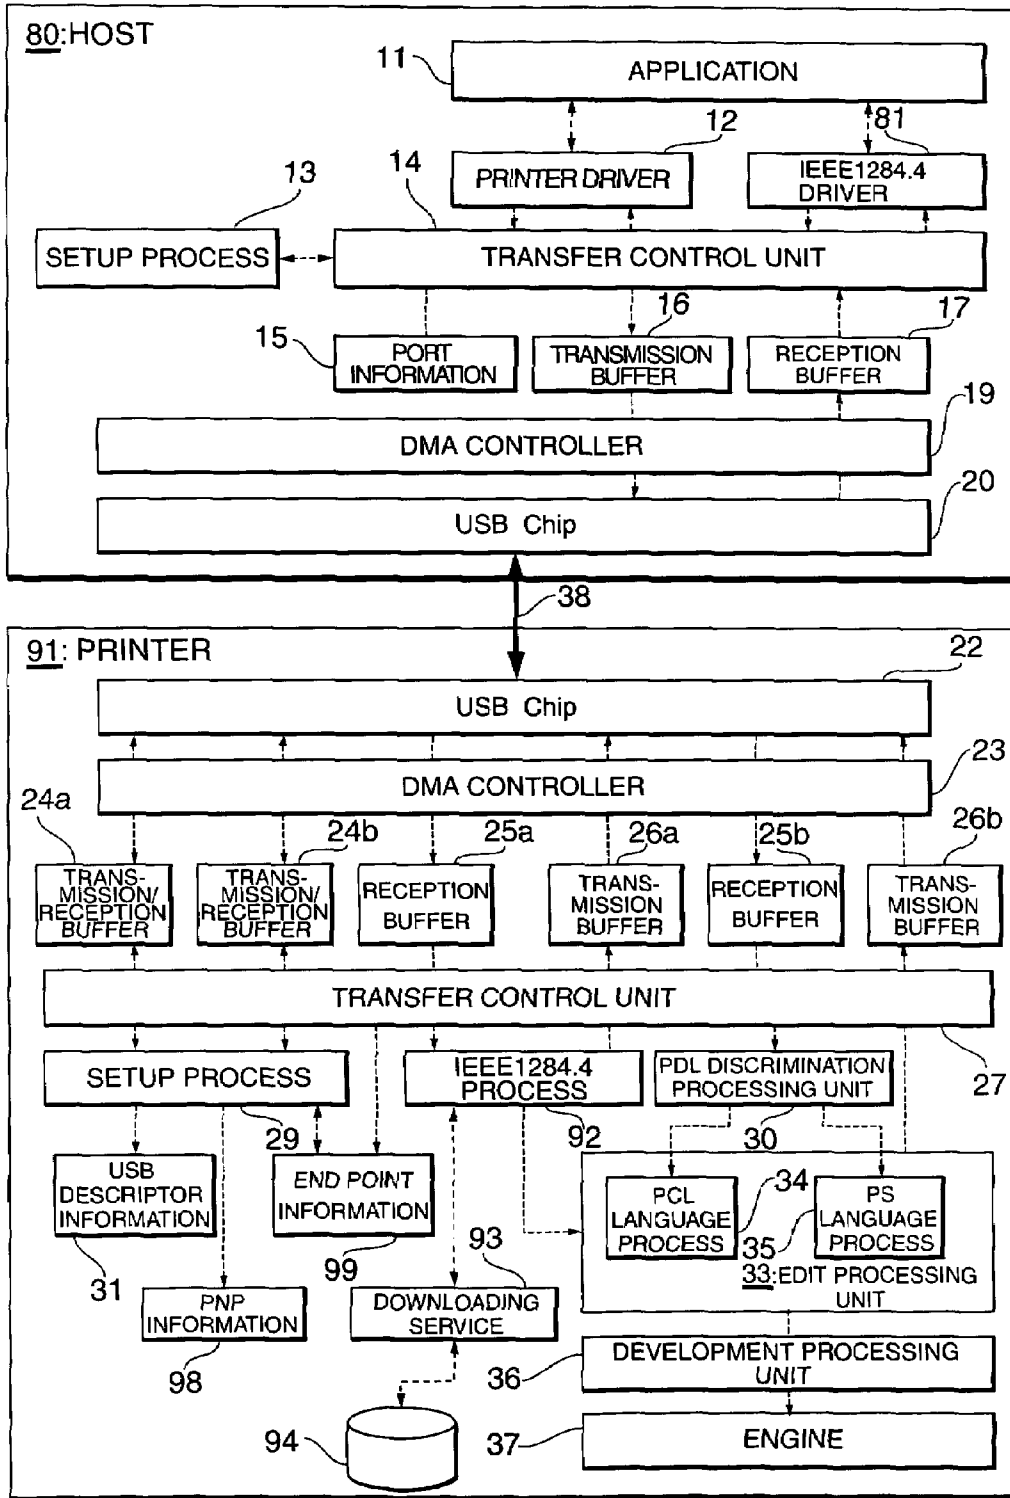 80:HOST
11
APPLICATION
12
81
13
14
PRINTER DRIVER
IEEE1284.4
DRIVER
SETUP PROCESS
TRANSFER CONTROL UNIT
15
16
17
PORT
INFORMATION
TRANSMISSION
BUFFER
RECEPTION
BUFFER
19
DMA CONTROLLER
20
USB Chip
38
91: PRINTER
22
USB Chip
23
DMA CONTROLLER
24a
24b
25a
26a
25b
26b
TRANS-
MISSION/
RECEPTION
BUFFER
TRANS-
MISSION/
RECEPTION
BUFFER
RECEPTION
BUFFER
TRANS-
MISSION
BUFFER
RECEPTION
BUFFER
TRANS-
MISSION
BUFFER
TRANSFER CONTROL UNIT
27
SETUP PROCESS
IEEE1284.4
PROCESS
PDL DISCRIMINATION
PROCESSING UNIT
29
92
30
USB
DESCRIPTOR
INFORMATION
END POINT
INFORMATION
PCL
LANGUAGE
PROCESS
34
35
PS
LANGUAGE
PROCESS
31
99
93
33:EDIT PROCESSING
UNIT
PNP
INFORMATION
DOWNLOADING
SERVICE
98
36
DEVELOPMENT PROCESSING
UNIT
94
37
ENGINE